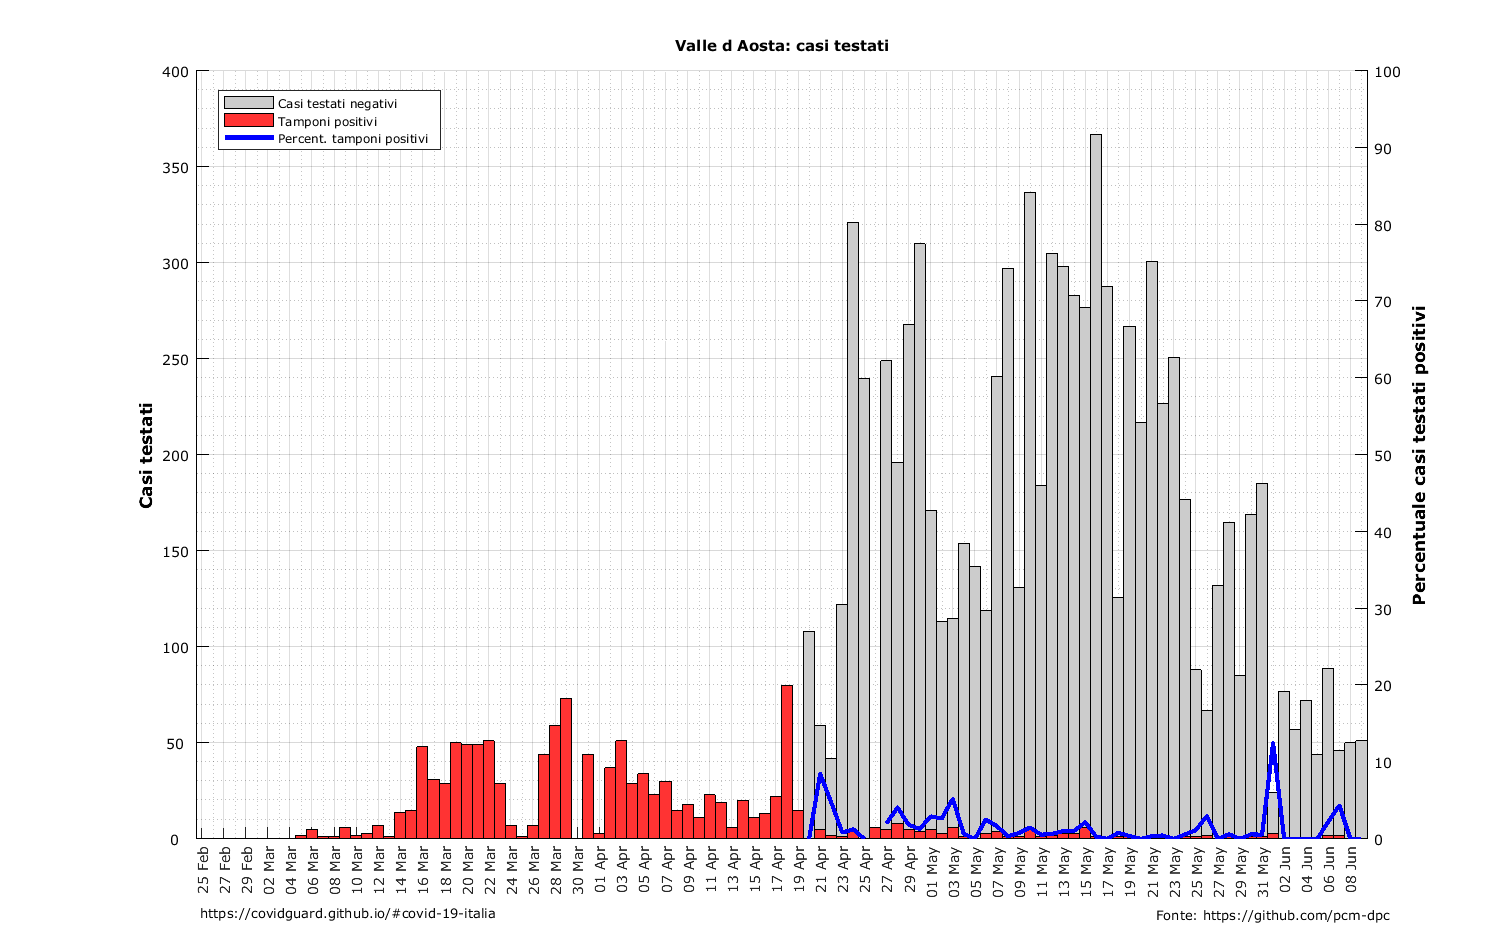 Valle d Aosta: casi testati
Casi testati negativi
Tamponi positivi
Percent. tamponi positivi
Casi testati
400
350
300
250
200
150
100
50
0
100
90
80
70
60
50
40
30
20
10
0
Percentuale casi testati positivi
25 Feb
27 Feb
29 Feb
02 Mar
04 Mar
06 Mar
08 Mar
10 Mar
12 Mar
14 Mar
16 Mar
18 Mar
20 Mar
22 Mar
24 Mar
26 Mar
28 Mar
30 Mar
01 Apr
03 Apr
05 Apr
07 Apr
09 Apr
11 Apr
13 Apr
15 Apr
17 Apr
19 Apr
21 Apr
23 Apr
25 Apr
27 Apr
29 Apr
01 May
03 May
05 May
07 May
09 May
11 May
13 May
15 May
17 May
19 May
21 May
23 May
25 May
27 May
29 May
31 May
02 Jun
04 Jun
06 Jun
08 Jun
https://covidguard.github.io/#covid-19-italia
Fonte: https://github.com/pcm-dpc